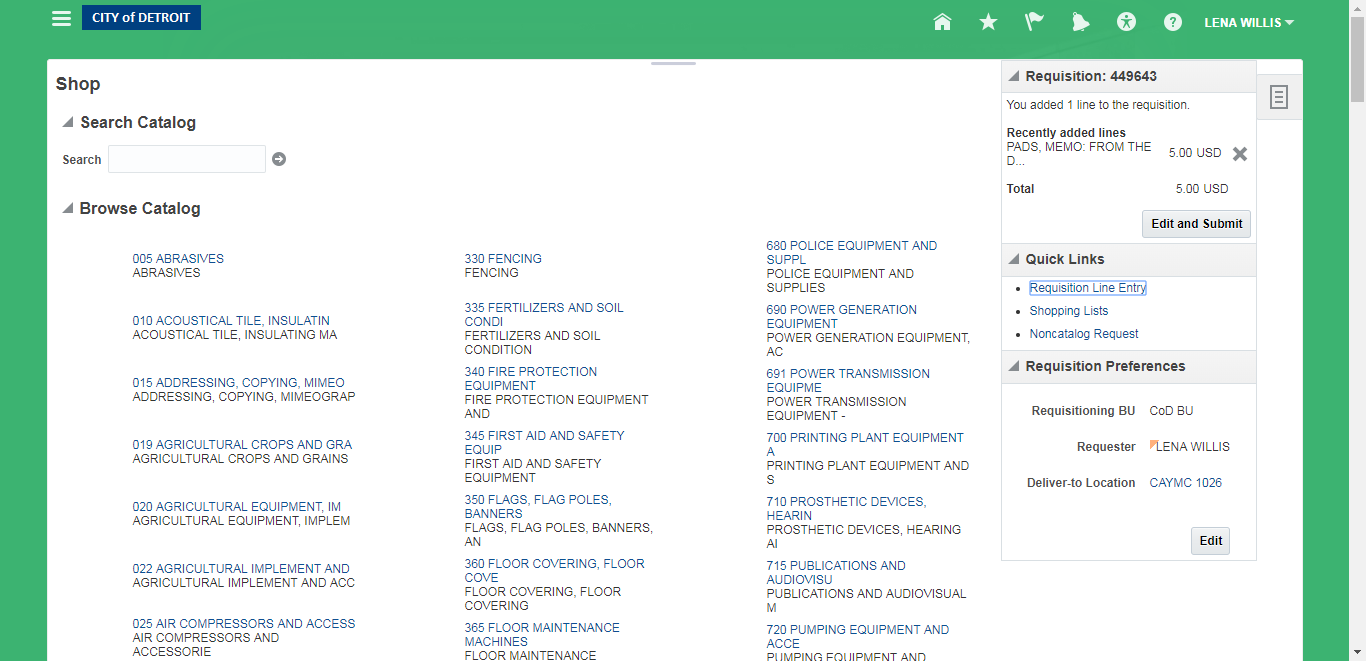 CITY of DETROIT
LENA WILLIS
Shop
Search Catalog
Search
Browse Catalog
005 ABRASIVES
ABRASIVES
010 ACOUSTICAL TILE, INSULATIN
ACOUSTICAL TILE, INSULATING MA
015 ADDRESSING, COPYING, MIMEO
ADDRESSING, COPYING, MIMEOGRAP
019 AGRICULTURAL CROPS AND GRA
AGRICULTURAL CROPS AND GRAINS
020 AGRICULTURAL EQUIPMENT, IM
AGRICULTURAL EQUIPMENT, IMPLEM
022 AGRICULTURAL IMPLEMENT AND
AGRICULTURAL IMPLEMENT AND ACC
025 AIR COMPRESSORS AND ACCESS
AIR COMPRESSORS AND
ACCESSORIE
330 FENCING
FENCING
335 FERTILIZERS AND SOIL
CONDI
FERTILIZERS AND SOIL
CONDITION
340 FIRE PROTECTION
EQUIPMENT
FIRE PROTECTION EQUIPMENT
AND
345 FIRST AID AND SAFETY
EQUIP
FIRST AID AND SAFETY
EQUIPMENT
350 FLAGS, FLAG POLES,
BANNERS
FLAGS, FLAG POLES, BANNERS,
AN
360 FLOOR COVERING, FLOOR
COVE
FLOOR COVERING, FLOOR
COVERING
365 FLOOR MAINTENANCE
MACHINES
FLOOR MAINTENANCE
680 POLICE EQUIPMENT AND
SUPPL
POLICE EQUIPMENT AND
SUPPLIES
690 POWER GENERATION
EQUIPMENT
POWER GENERATION EQUIPMENT,
AC
691 POWER TRANSMISSION
EQUIPME
POWER TRANSMISSION
EQUIPMENT -
700 PRINTING PLANT EQUIPMENT
A
PRINTING PLANT EQUIPMENT AND
S
710 PROSTHETIC DEVICES,
HEARIN
PROSTHETIC DEVICES, HEARING
AI
715 PUBLICATIONS AND
AUDIOVISU
PUBLICATIONS AND AUDIOVISUAL
M
720 PUMPING EQUIPMENT AND
ACCE
PUMPING EQUIPMENT AND
Requisition: 449643
You added 1 line to the requisition.
Recently added lines
PADS, MEMO: FROM THE
D... 5.00 USD
Total 5.00 USD
Edit and Submit
Quick Links
Requisition Line Entry
Shopping Lists
Noncatalog Request
Requisition Preferences
Requisitioning BU CoD BU
Requester LENA WILLIS
Deliver-to Location CAYMC 1026
Edit